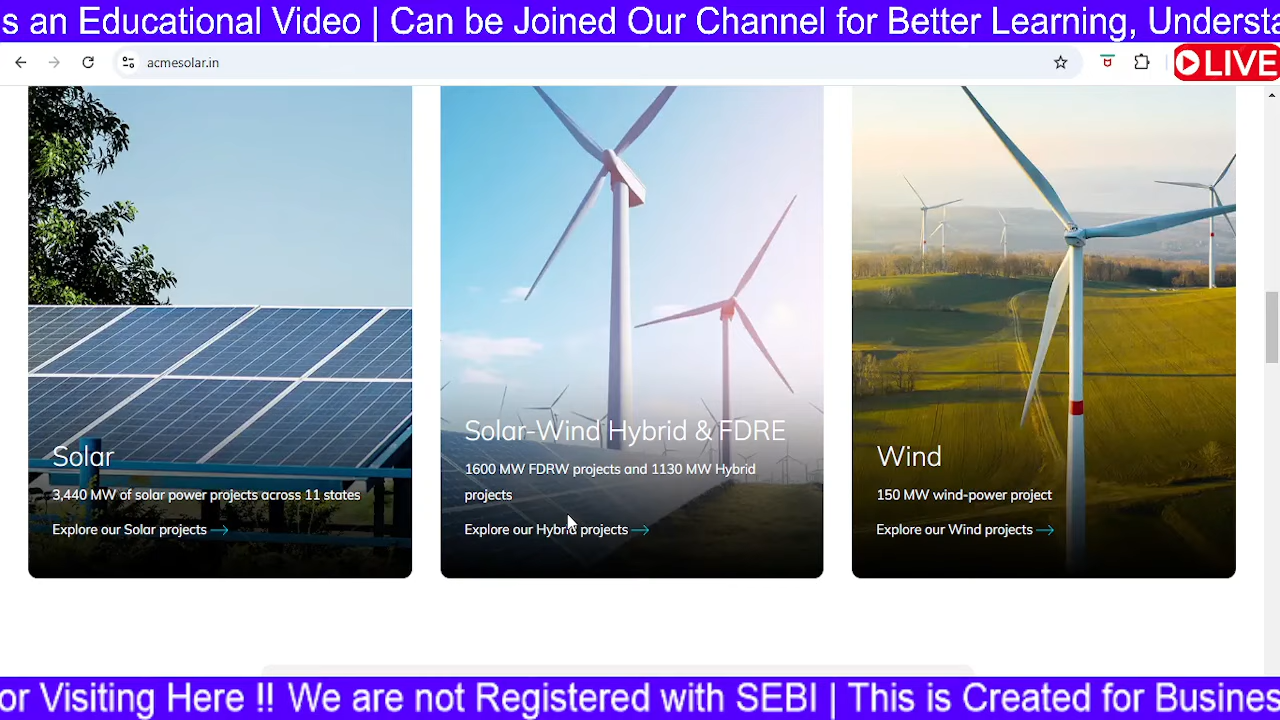 s an Educational Video | Can be Joined Our Channel for Better Learning, Understa
acmesolar.in
LIVE
Solar
3,440 MW of solar power projects across 11 states
Explore our Solar projects
Solar-Wind Hybrid & FDRE
1600 MW FDRW projects and 1130 MW Hybrid
projects
Explore our Hybrid projects
Wind
150 MW wind-power project
Explore our Wind projects
or Visiting Here !! We are not Registered with SEBI | This is Created for Busines